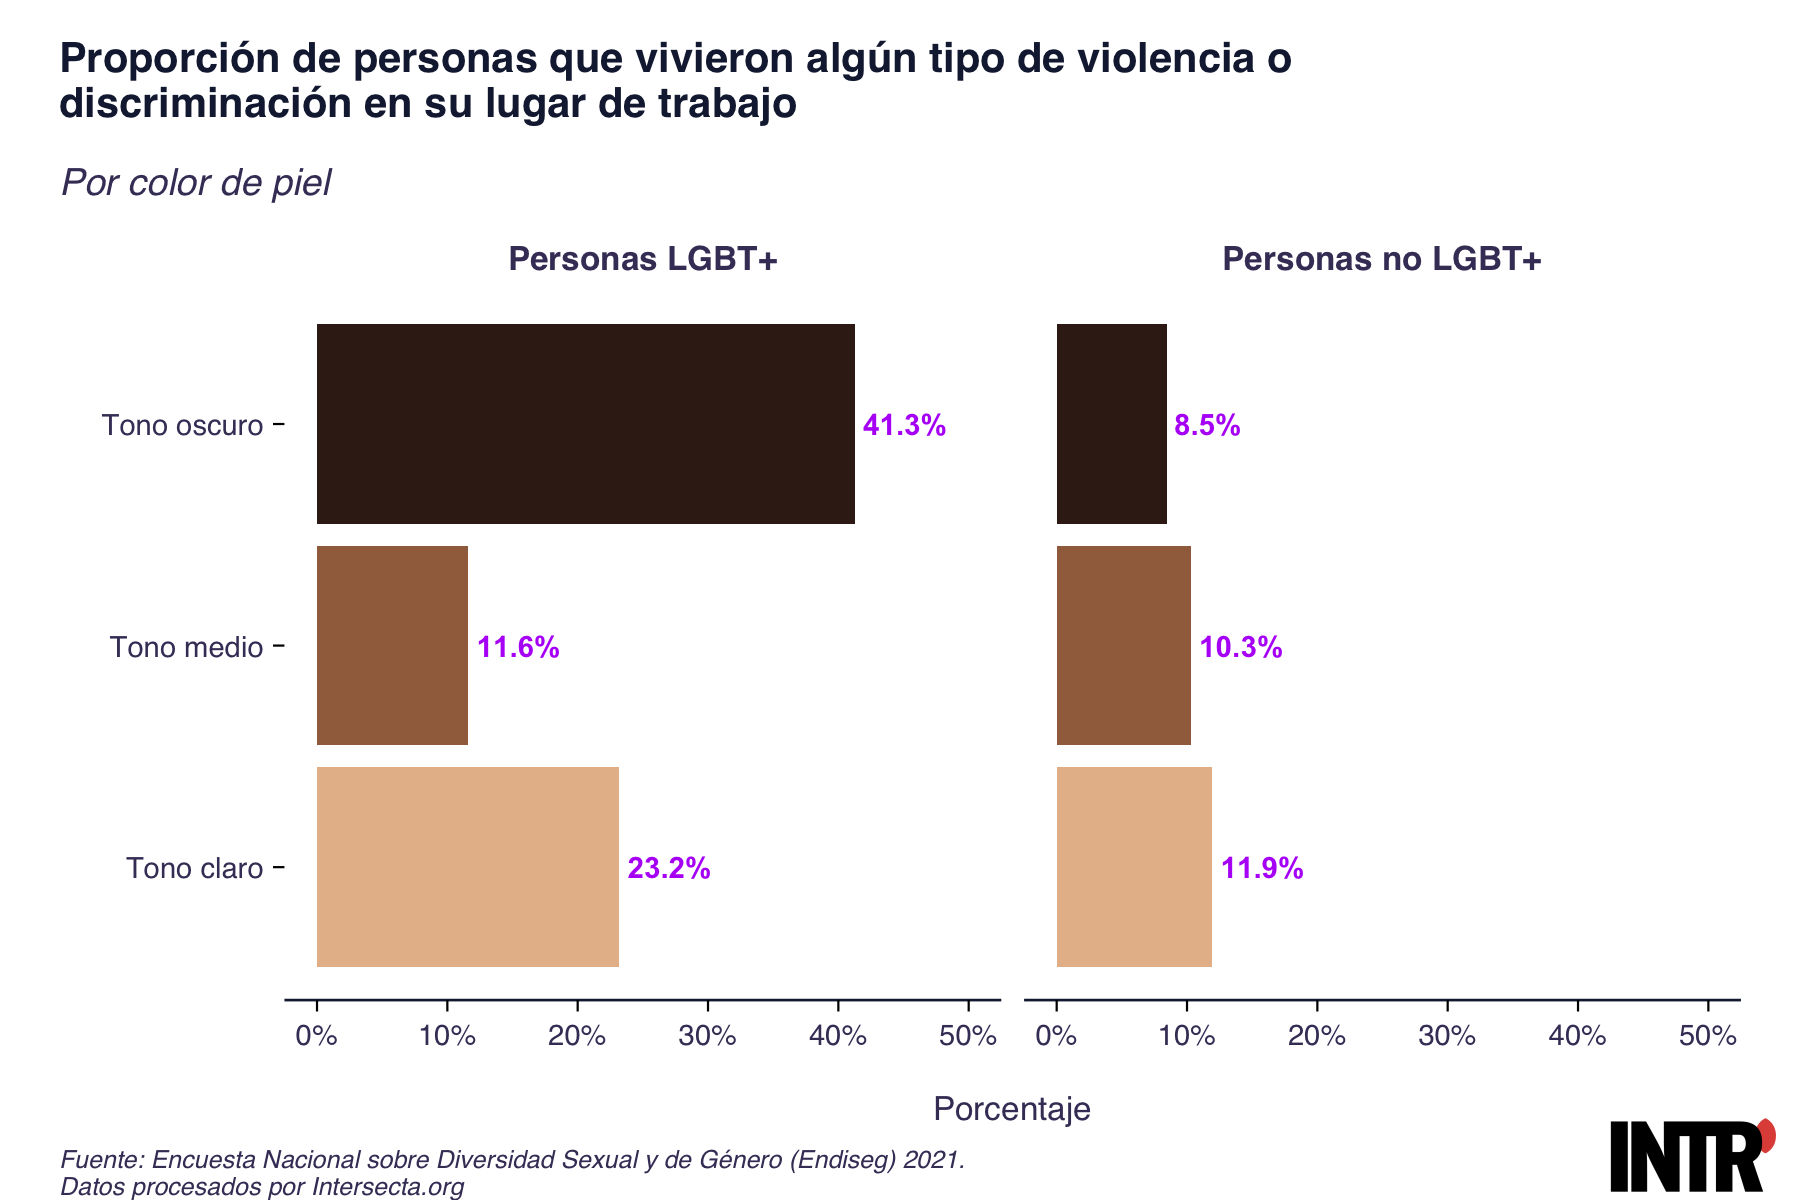 Proporción de personas que vivieron algún tipo de violencia o
discriminación en su lugar de trabajo
Por color de piel
Personas LGBT+
Personas no LGBT+
Tono oscuro
41.3%
8.5%
Tono medio
11.6%
10.3%
Tono claro
23.2%
11.9%
0% 10% 20% 30% 40% 50%
0% 10% 20% 30% 40% 50%
Porcentaje
Fuente: Encuesta Nacional sobre Diversidad Sexual y de Género (Endiseg) 2021.
Datos procesados por Intersecta.org
INTR